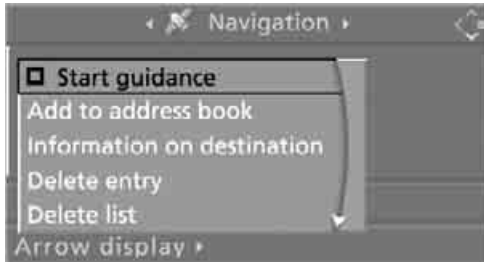 Navigation
Start guidance
Add to address book
Information on destination
Delete entry
Delete list
Arrow display